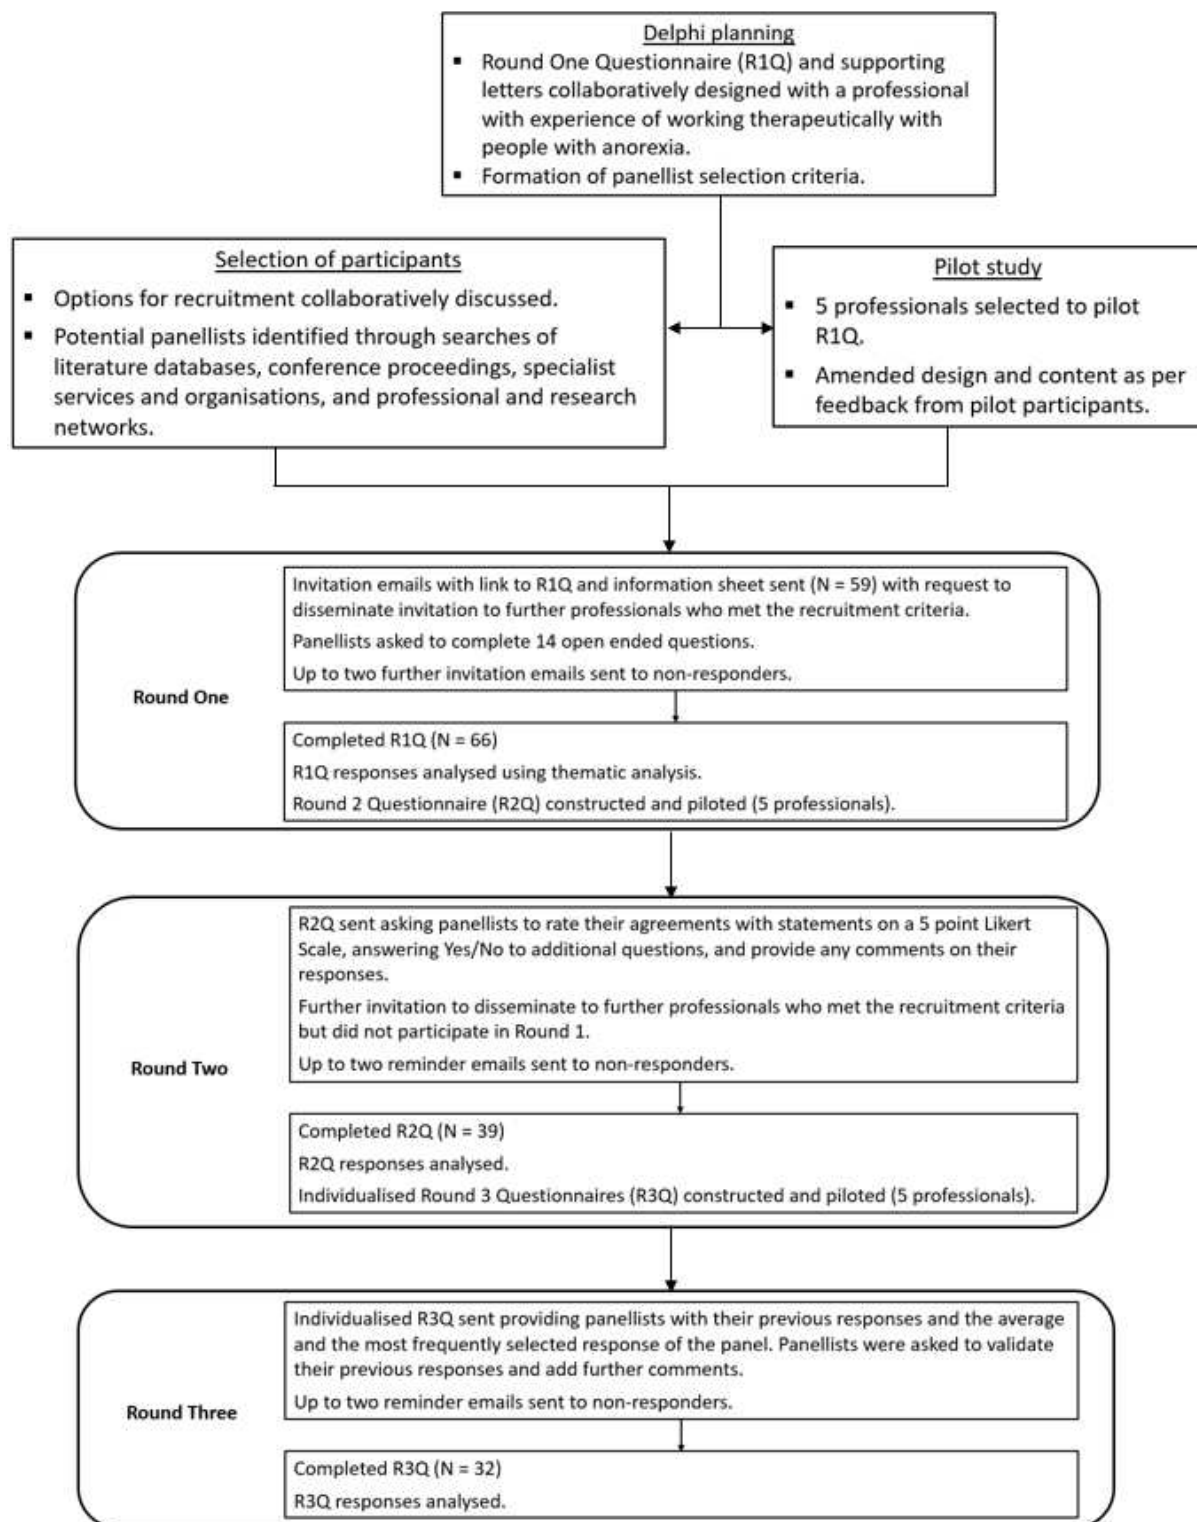 Delphi planning
▪ Round One Questionnaire (R1Q) and supporting
letters collaboratively designed with a professional
with experience of working therapeutically with
people with anorexia.
▪ Formation of panellist selection criteria.
Selection of participants
▪ Options for recruitment collaboratively discussed.
▪ Potential panellists identified through searches of
literature databases, conference proceedings, specialist
services and organisations, and professional and research
networks.
Pilot study
▪ 5 professionals selected to pilot
R1Q.
▪ Amended design and content as per
feedback from pilot participants.
Round One
Invitation emails with link to R1Q and information sheet sent (N = 59) with request to
disseminate invitation to further professionals who met the recruitment criteria.
Panellists asked to complete 14 open ended questions.
Up to two further invitation emails sent to non-responders.
Completed R1Q (N = 66)
R1Q responses analysed using thematic analysis.
Round 2 Questionnaire (R2Q) constructed and piloted (5 professionals).
Round Two
R2Q sent asking panellists to rate their agreements with statements on a 5 point Likert
Scale, answering Yes/No to additional questions, and provide any comments on their
responses.
Further invitation to disseminate to further professionals who met the recruitment criteria
but did not participate in Round 1.
Up to two reminder emails sent to non-responders.
Completed R2Q (N = 39)
R2Q responses analysed.
Individualised Round 3 Questionnaires (R3Q) constructed and piloted (5 professionals).
Round Three
Individualised R3Q sent providing panellists with their previous responses and the average
and the most frequently selected response of the panel. Panellists were asked to validate
their previous responses and add further comments.
Up to two reminder emails sent to non-responders.
Completed R3Q (N = 32)
R3Q responses analysed.